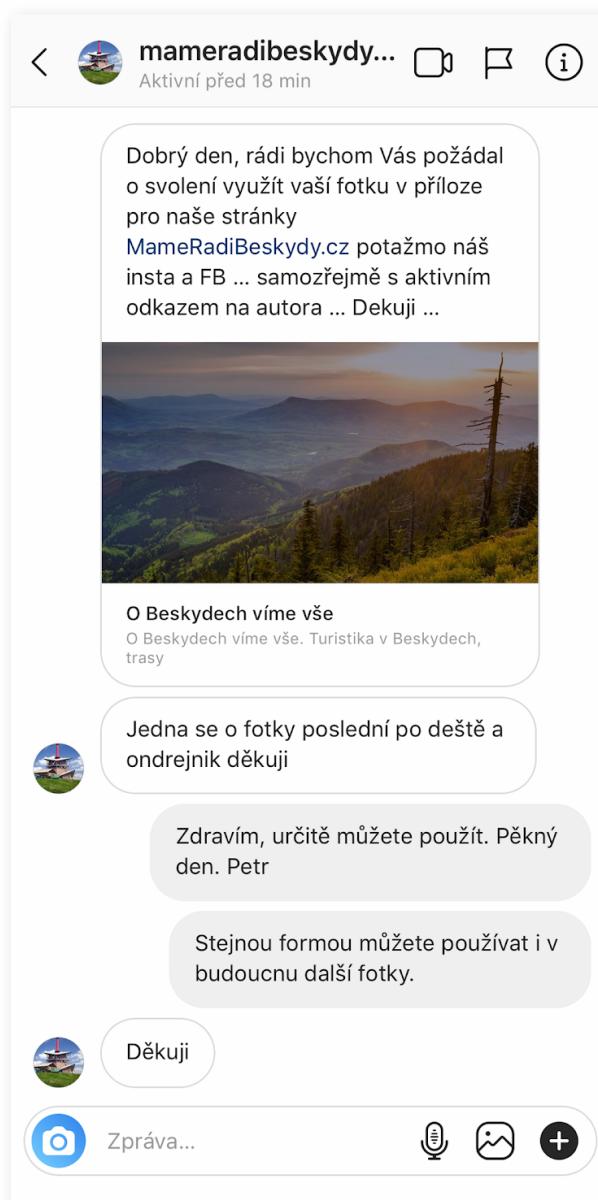 mameradibeskydy...
Aktivní před 18 min
Dobrý den, rádi bychom Vás požádal
o svolení využít vaší fotku v příloze
pro naše stránky
MameRadiBeskydy.cz potažmo náš
insta a FB ... samozřejmě s aktivním
odkazem na autora ... Dekuji ...
O Beskydech víme vše
O Beskydech víme vše. Turistika v Beskydech,
trasy
Jedna se o fotky poslední po deště a
ondrejnik děkuji
Zdravím, určitě můžete použít. Pěkný
den. Petr
Stejnou formou můžete používat i v
budoucnu další fotky.
Děkuji
Zpráva...